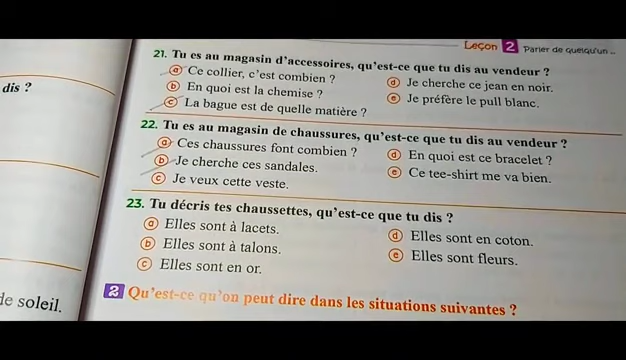 Leçon 2 Parler de quelqu'un ...
21. Tu es au magasin d'accessoires, qu'est-ce que tu dis au vendeur ?
a Ce collier, c'est combien ?
d Je cherche ce jean en noir.
b En quoi est la chemise ?
e Je préfère le pull blanc.
c La bague est de quelle matière ?
dis ?
22. Tu es au magasin de chaussures, qu'est-ce que tu dis au vendeur ?
a Ces chaussures font combien ?
d En quoi est ce bracelet ?
b Je cherche ces sandales.
e Ce tee-shirt me va bien.
c Je veux cette veste.
23. Tu décris tes chaussettes, qu'est-ce que tu dis ?
a Elles sont à lacets.
d Elles sont en coton.
b Elles sont à talons.
e Elles sont fleurs.
c Elles sont en or.
de soleil.
2 Qu'est-ce qu'on peut dire dans les situations suivantes ?